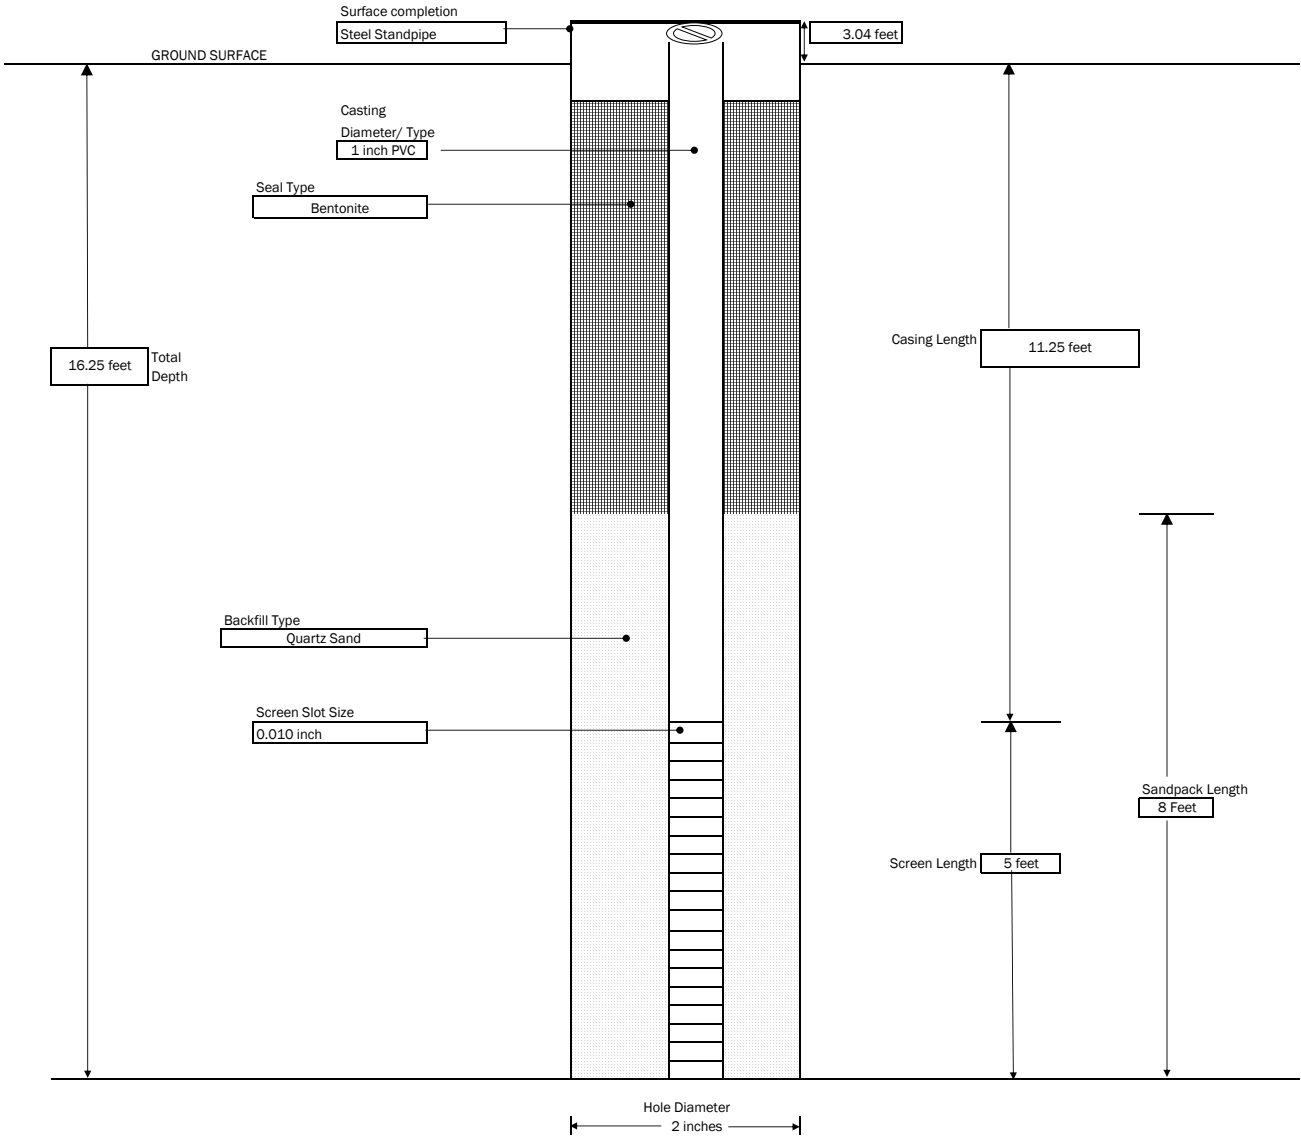 Surface completion
Steel Standpipe
3.04 feet
GROUND SURFACE
Casting
Diameter/ Type
1 inch PVC
Seal Type
Bentonite
Casing Length
11.25 feet
16.25 feet
Total
Depth
Backfill Type
Quartz Sand
Screen Slot Size
0.010 inch
Sandpack Length
8 Feet
Screen Length
5 feet
Hole Diameter
2 inches